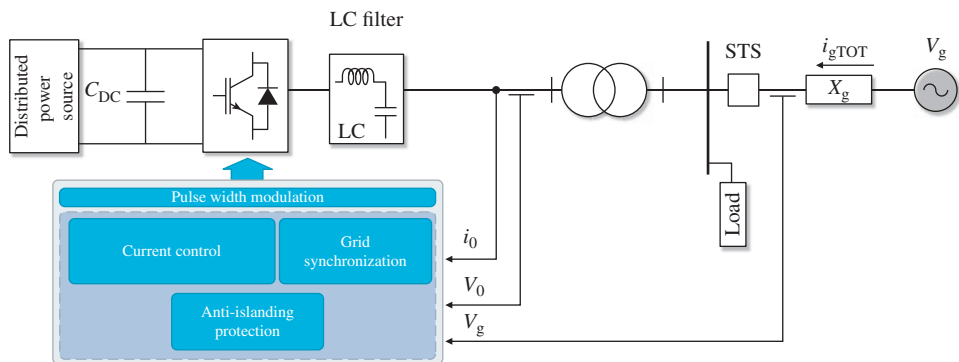 LC filter
STS
i_gTOT
V_g
Distributed
power
source
C_DC
LC
X_g
Load
Pulse width modulation
Current control
Grid
synchronization
Anti-islanding
protection
i_0
V_0
V_g